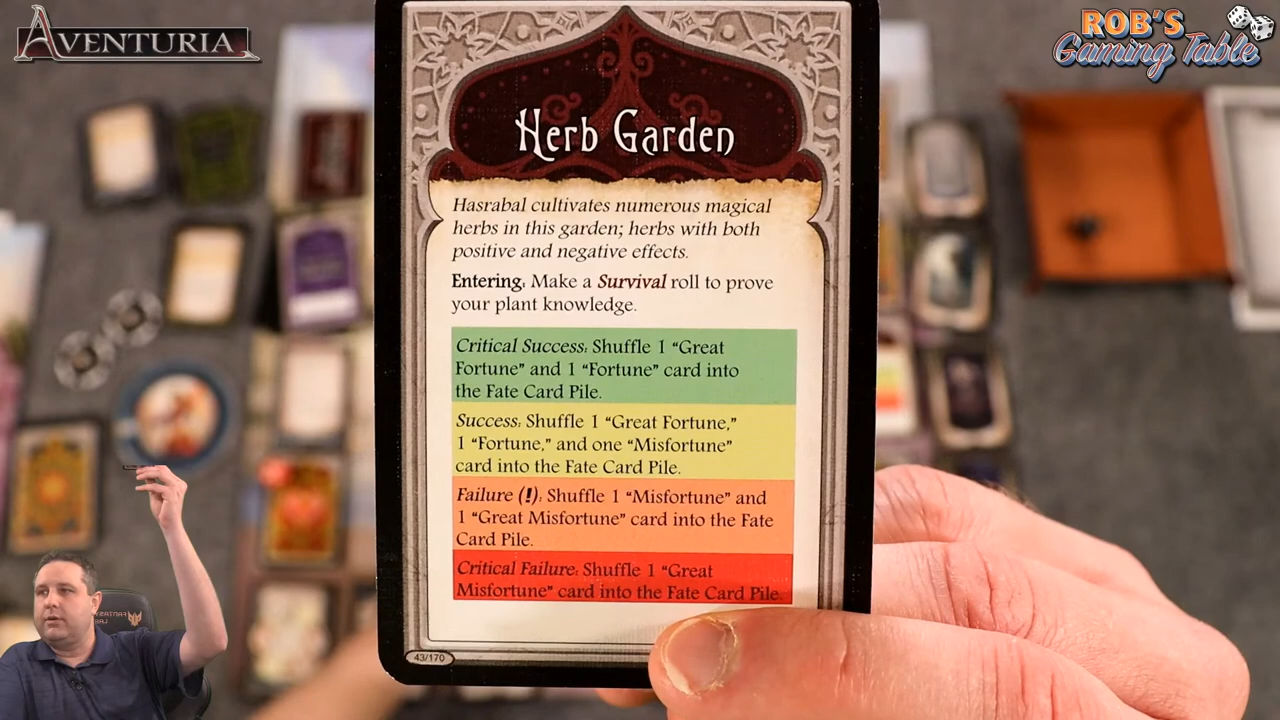 AVENTURIA
ROB'S
Gaming Table
Herb Garden
Hasrabal cultivates numerous magical
herbs in this garden; herbs with both
positive and negative effects.
Entering: Make a Survival roll to prove
your plant knowledge.
Critical Success: Shuffle 1 “Great
Fortune” and 1 “Fortune” card into
the Fate Card Pile.
Success: Shuffle 1 “Great Fortune,”
1 “Fortune,” and one “Misfortune”
card into the Fate Card Pile.
Failure (!): Shuffle 1 “Misfortune” and
1 “Great Misfortune” card into the Fate
Card Pile.
Critical Failure: Shuffle 1 “Great
Misfortune” card into the Fate Card Pile.
43/170